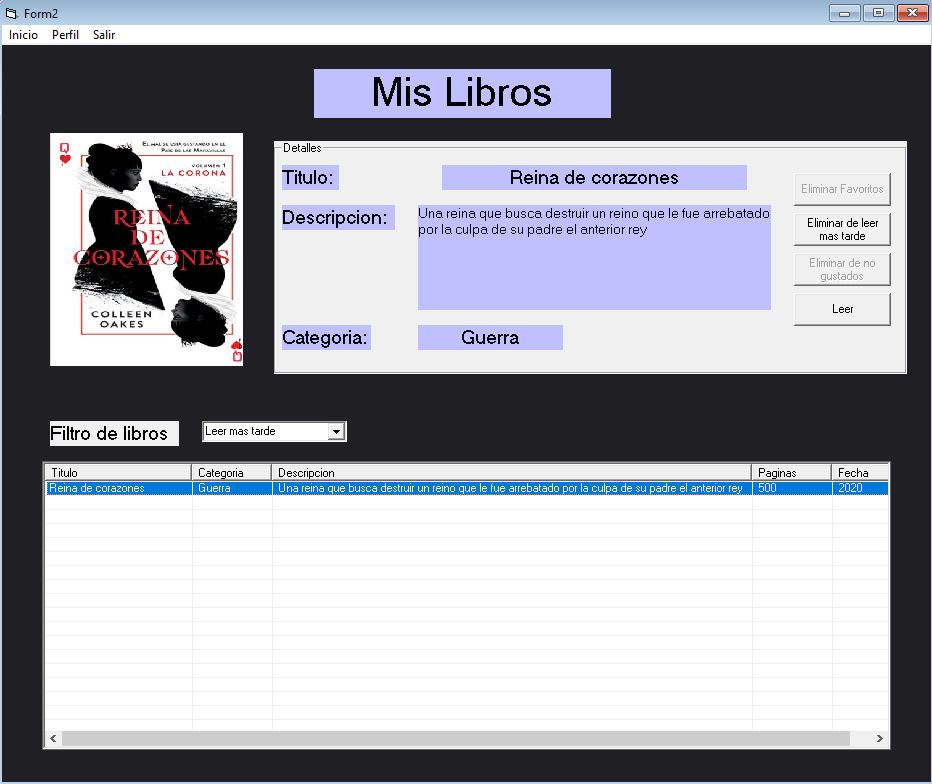 Form2
Inicio Perfil Salir
Mis Libros
Q
EL MAL SE ESTÁ GESTANDO EN EL
PAÍS DE LAS MARAVILLAS
VOLUMEN 1
LA CORONA
REINA
DE
CORAZONES
COLLEEN
OAKES
Q
Detalles
Titulo: Reina de corazones
Descripcion: Una reina que busca destruir un reino que le fue arrebatado
por la culpa de su padre el anterior rey
Categoria: Guerra
Eliminar Favoritos
Eliminar de leer
mas tarde
Eliminar de no
gustados
Leer
Filtro de libros Leer mas tarde
Titulo Categoria Descripcion Paginas Fecha
Reina de corazones Guerra Una reina que busca destruir un reino que le fue arrebatado por la culpa de su padre el anterior rey 500 2020